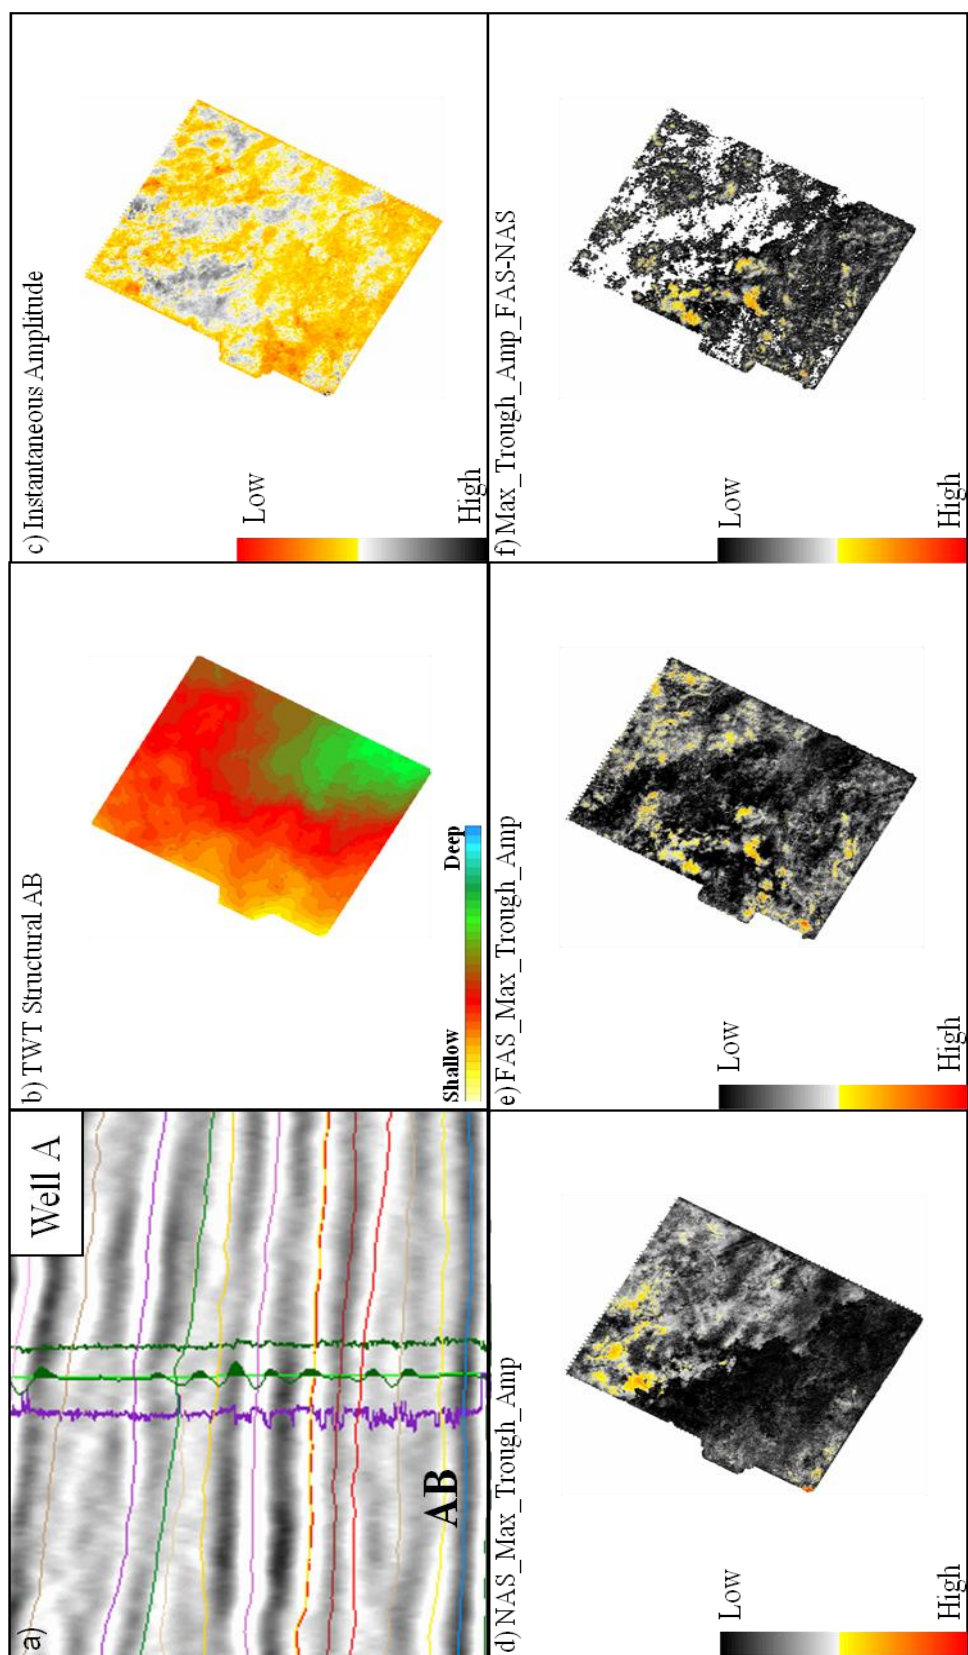 a)
Well A
AB
b) TWT Structural AB
Shallow
Deep
c) Instantaneous Amplitude
Low
High
d) NAS_Max_Trough_Amp
Low
High
e) FAS_Max_Trough_Amp
Low
High
f) Max_Trough_Amp_FAS-NAS
Low
High